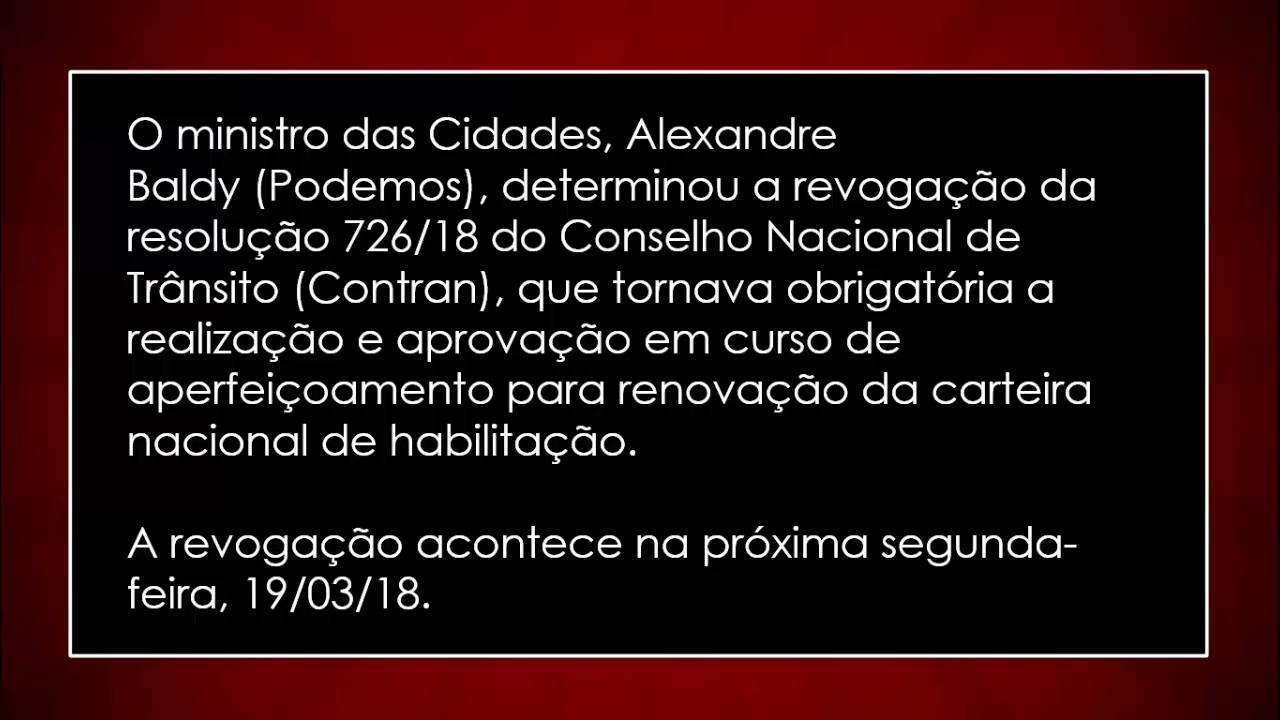 O ministro das Cidades, Alexandre
Baldy (Podemos), determinou a revogação da
resolução 726/18 do Conselho Nacional de
Trânsito (Contran), que tornava obrigatória a
realização e aprovação em curso de
aperfeiçoamento para renovação da carteira
nacional de habilitação.
A revogação acontece na próxima segunda-
feira, 19/03/18.